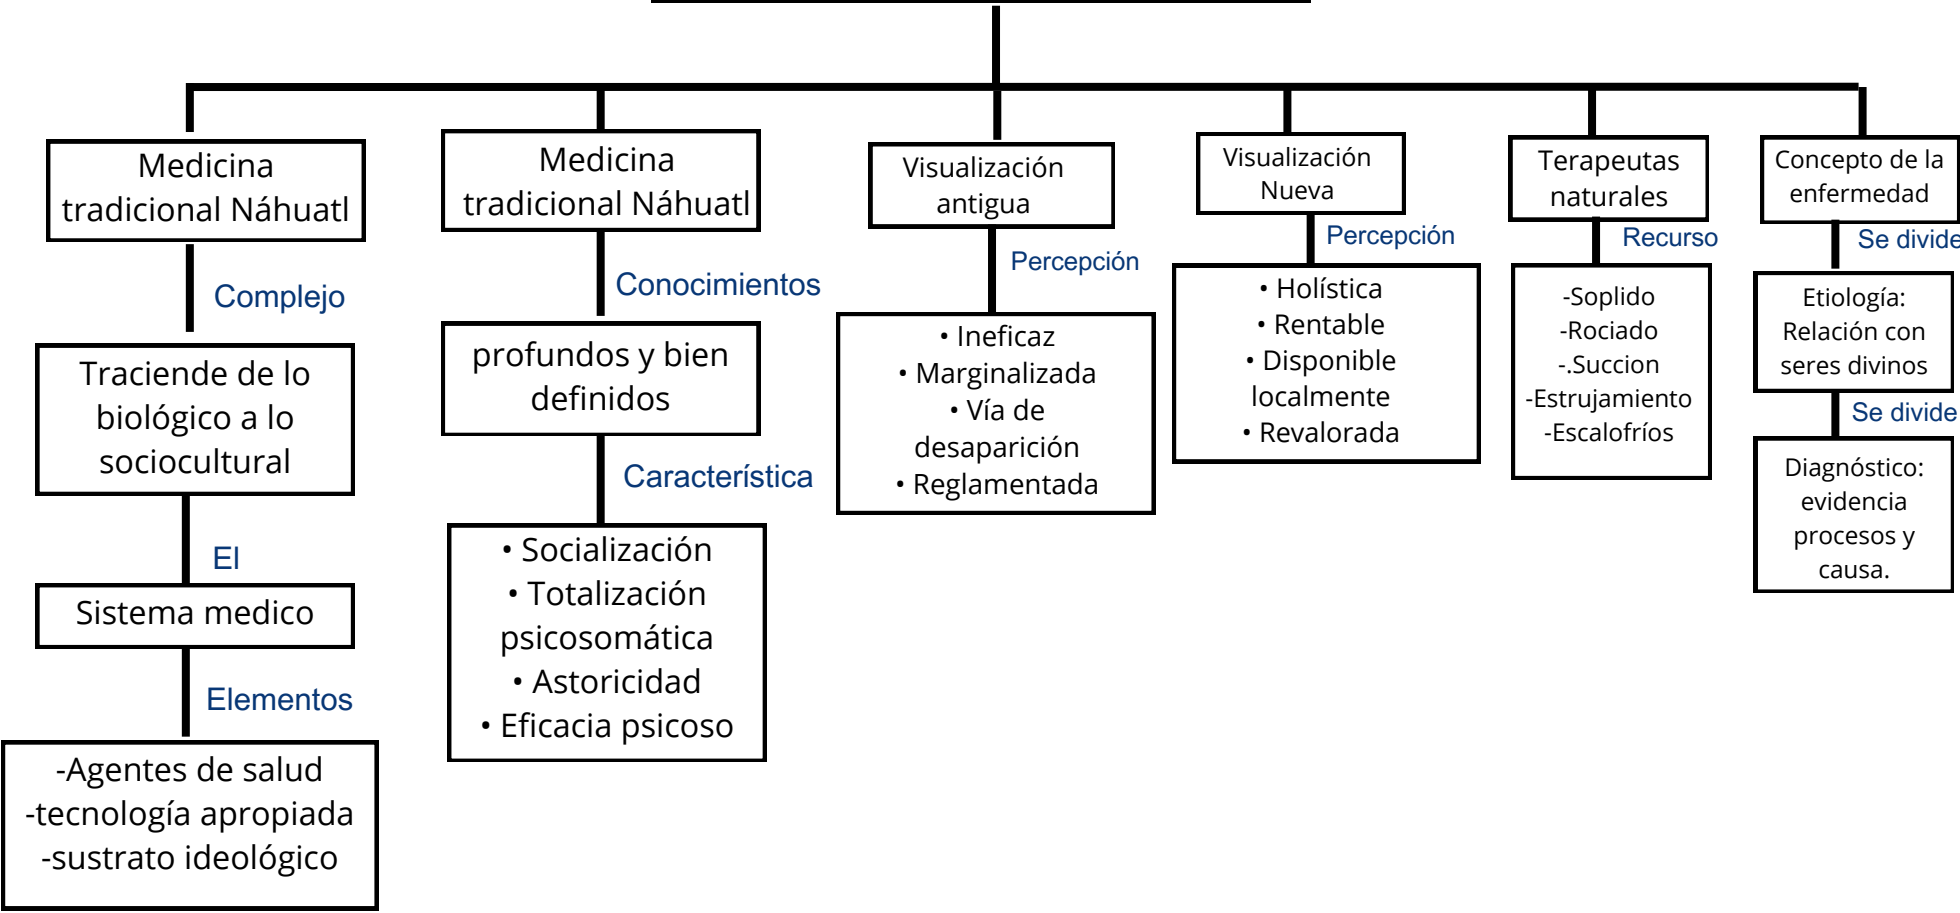 Medicina
tradicional Náhuatl
Complejo
Traciende de lo
biológico a lo
sociocultural
El
Sistema medico
Elementos
-Agentes de salud
-tecnología apropiada
-sustrato ideológico
Medicina
tradicional Náhuatl
Conocimientos
profundos y bien
definidos
Característica
• Socialización
• Totalización
psicosomática
• Astoricidad
• Eficacia psicoso
Visualización
antigua
Percepción
• Ineficaz
• Marginalizada
• Vía de
desaparición
• Reglamentada
Visualización
Nueva
Percepción
• Holística
• Rentable
• Disponible
localmente
• Revalorada
Terapeutas
naturales
Recurso
-Soplido
-Rociado
-.Succion
-Estrujamiento
-Escalofríos
Concepto de la
enfermedad
Se divide
Etiología:
Relación con
seres divinos
Se divide
Diagnóstico:
evidencia
procesos y
causa.